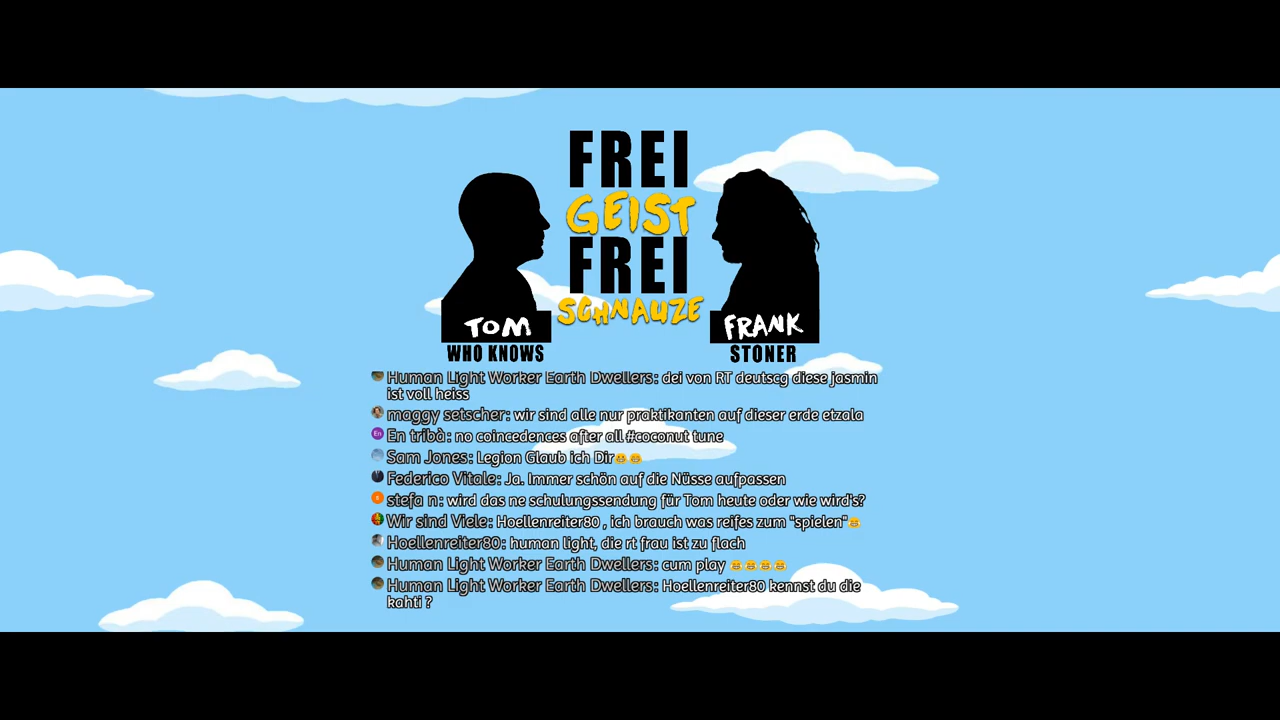 FREI
GEIST
FREI
SCHNAUZE
TOM
WHO KNOWS
FRANK
STONER
Human Light Worker Earth Dwellers: dei von RT deutscg diese jasmin
ist voll heiss
maggy setscher: wir sind alle nur praktikanten auf dieser erde etzala
En tribà: no coincedences after all #coconut tune
Sam Jones: Legion Glaub ich Dir😂😂
Federico Vitale: Ja. Immer schön auf die Nüsse aufpassen
stefa n: wird das ne schulungssendung für Tom heute oder wie wird's?
Wir sind Viele: Hoellenreiter80 , ich brauch was reifes zum "spielen"😂
Hoellenreiter80: human light, die rt frau ist zu flach
Human Light Worker Earth Dwellers: cum play 😂😂😂😂
Human Light Worker Earth Dwellers: Hoellenreiter80 kennst du die
kahti ?